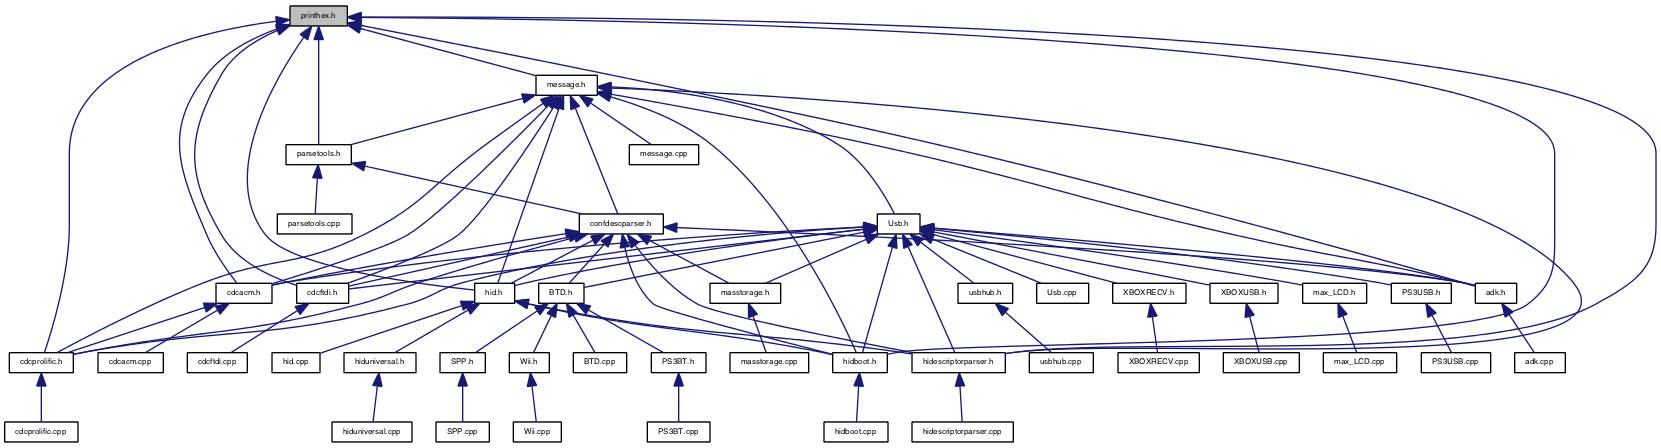 printhex.h
message.h
parsetools.h
message.cpp
parsetools.cpp
confdescparser.h
Usb.h
cdcacm.h
cdcftdi.h
hid.h
BTD.h
masstorage.h
usbhub.h
Usb.cpp
XBOXRECV.h
XBOXUSB.h
max_LCD.h
PS3USB.h
adk.h
cdcprolific.h
cdcacm.cpp
cdcftdi.cpp
hid.cpp
hiduniversal.h
SPP.h
Wii.h
BTD.cpp
PS3BT.h
masstorage.cpp
hidboot.h
hidescriptorparser.h
usbhub.cpp
XBOXRECV.cpp
XBOXUSB.cpp
max_LCD.cpp
PS3USB.cpp
adk.cpp
cdcprolific.cpp
hiduniversal.cpp
SPP.cpp
Wii.cpp
PS3BT.cpp
hidboot.cpp
hidescriptorparser.cpp